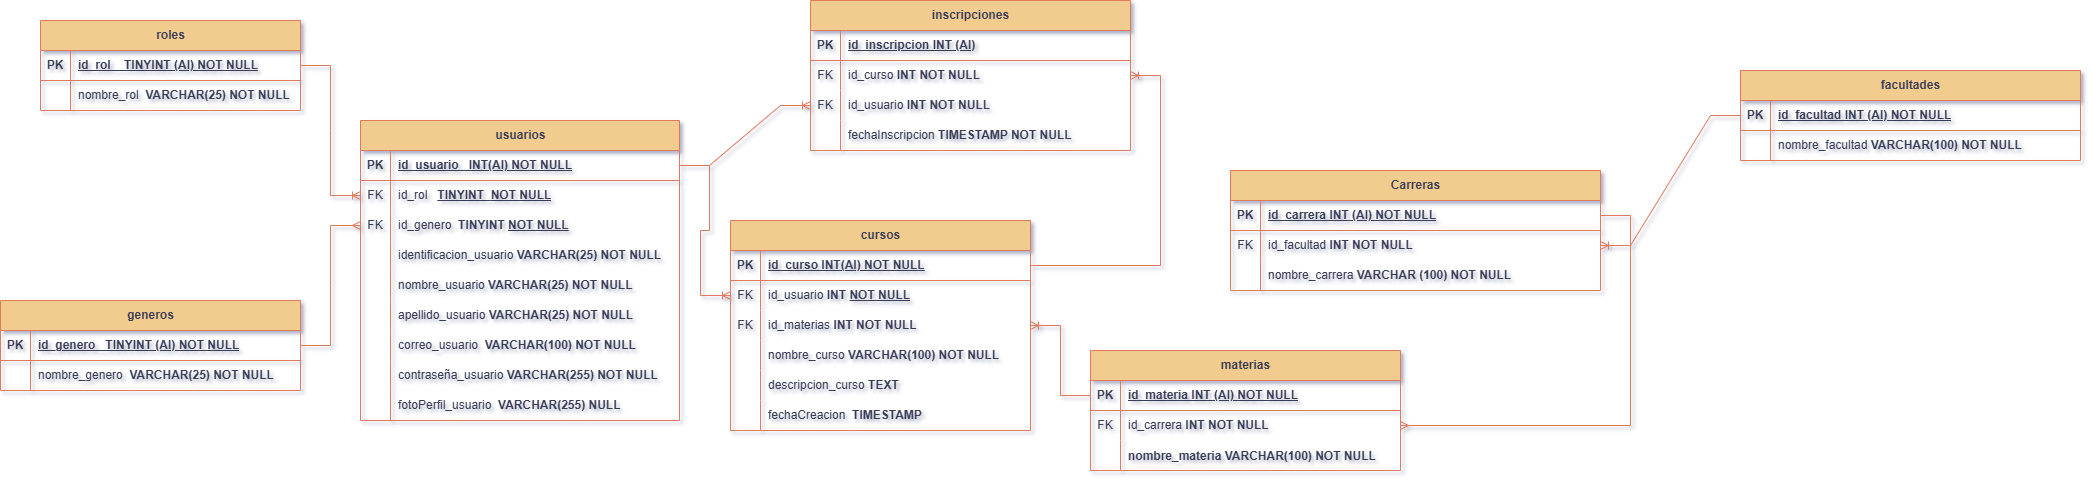 roles
PK id_rol TINYINT (AI) NOT NULL
nombre_rol VARCHAR(25) NOT NULL
generos
PK id_genero TINYINT (AI) NOT NULL
nombre_genero VARCHAR(25) NOT NULL
usuarios
PK id_usuario INT(AI) NOT NULL
FK id_rol TINYINT NOT NULL
FK id_genero TINYINT NOT NULL
identificacion_usuario VARCHAR(25) NOT NULL
nombre_usuario VARCHAR(25) NOT NULL
apellido_usuario VARCHAR(25) NOT NULL
correo_usuario VARCHAR(100) NOT NULL
contraseña_usuario VARCHAR(255) NOT NULL
fotoPerfil_usuario VARCHAR(255) NULL
inscripciones
PK id_inscripcion INT (AI)
FK id_curso INT NOT NULL
FK id_usuario INT NOT NULL
fechaInscripcion TIMESTAMP NOT NULL
cursos
PK id_curso INT(AI) NOT NULL
FK id_usuario INT NOT NULL
FK id_materias INT NOT NULL
nombre_curso VARCHAR(100) NOT NULL
descripcion_curso TEXT
fechaCreacion TIMESTAMP
materias
PK id_materia INT (AI) NOT NULL
FK id_carrera INT NOT NULL
nombre_materia VARCHAR(100) NOT NULL
Carreras
PK id_carrera INT (AI) NOT NULL
FK id_facultad INT NOT NULL
nombre_carrera VARCHAR (100) NOT NULL
facultades
PK id_facultad INT (AI) NOT NULL
nombre_facultad VARCHAR(100) NOT NULL